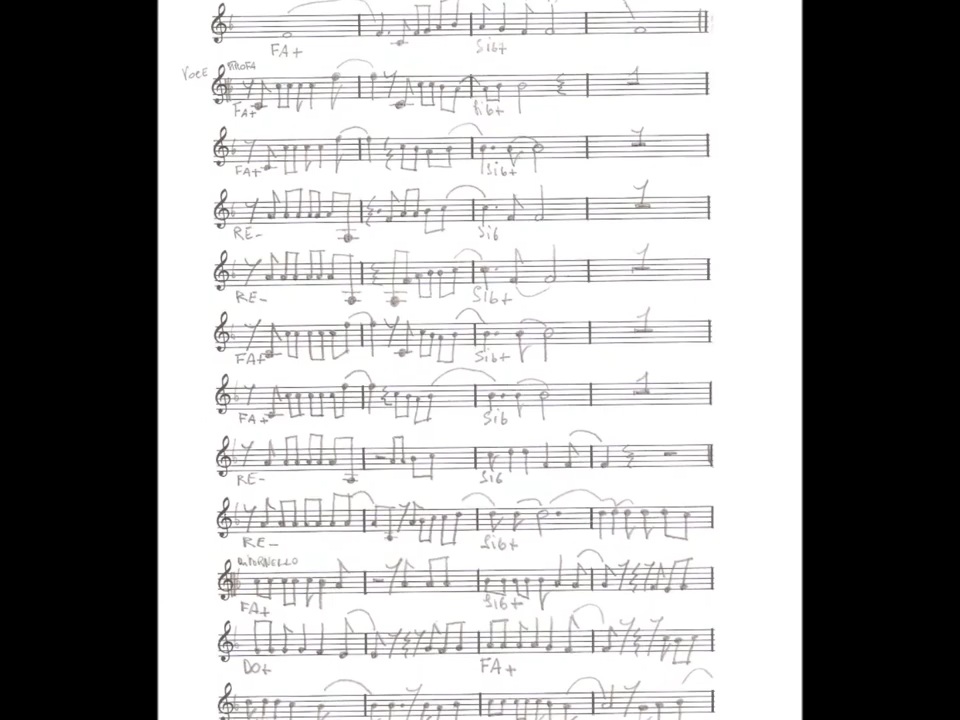 FA+ Sib+
VOCE STROFA
FA+ Sib+
FA+ Sib+
RE- Sib
RE- Sib+
FA+ Sib+
FA+ Sib
RE- Sib
RE- Sib+
RITORNELLO
FA+ Sib+
DO+ FA+